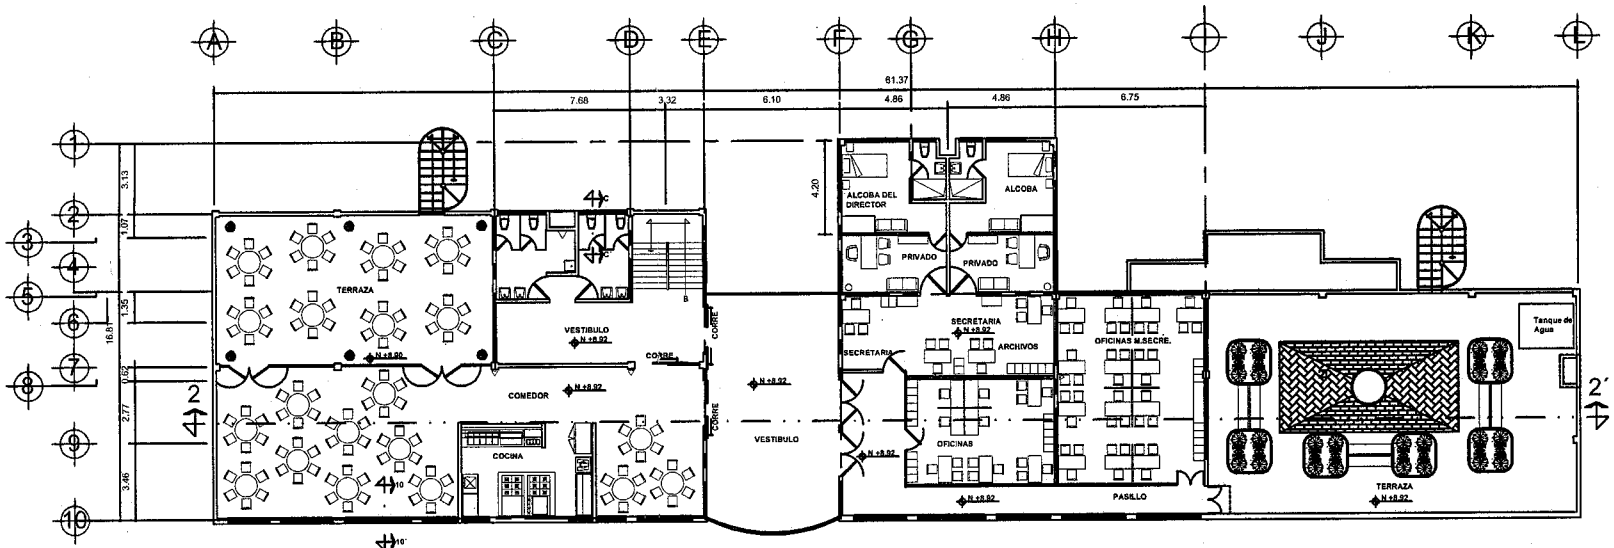 A B C D E F G H J K L
61.37
7.68 3.32 6.10 4.86 4.86 6.75
1
2
3
4
5
6
7
8
9
10
3.13
1.07
1.35
16.81
0.62
2.77
3.46
4.20
C
C'
ALCOBA DEL
DIRECTOR
ALCOBA
PRIVADO
PRIVADO
TERRAZA
N +8.90
B
VESTIBULO
N +8.92
CORRE
CORRE
CORRE
SECRETARIA
N +8.92
SECRETARIA
ARCHIVOS
OFICINAS M.SECRE.
Tanque de
Agua
2
2'
COMEDOR
N +8.92
N +8.92
VESTIBULO
COCINA
OFICINAS
N +8.92
10
10'
N +8.92
PASILLO
TERRAZA
N +8.92